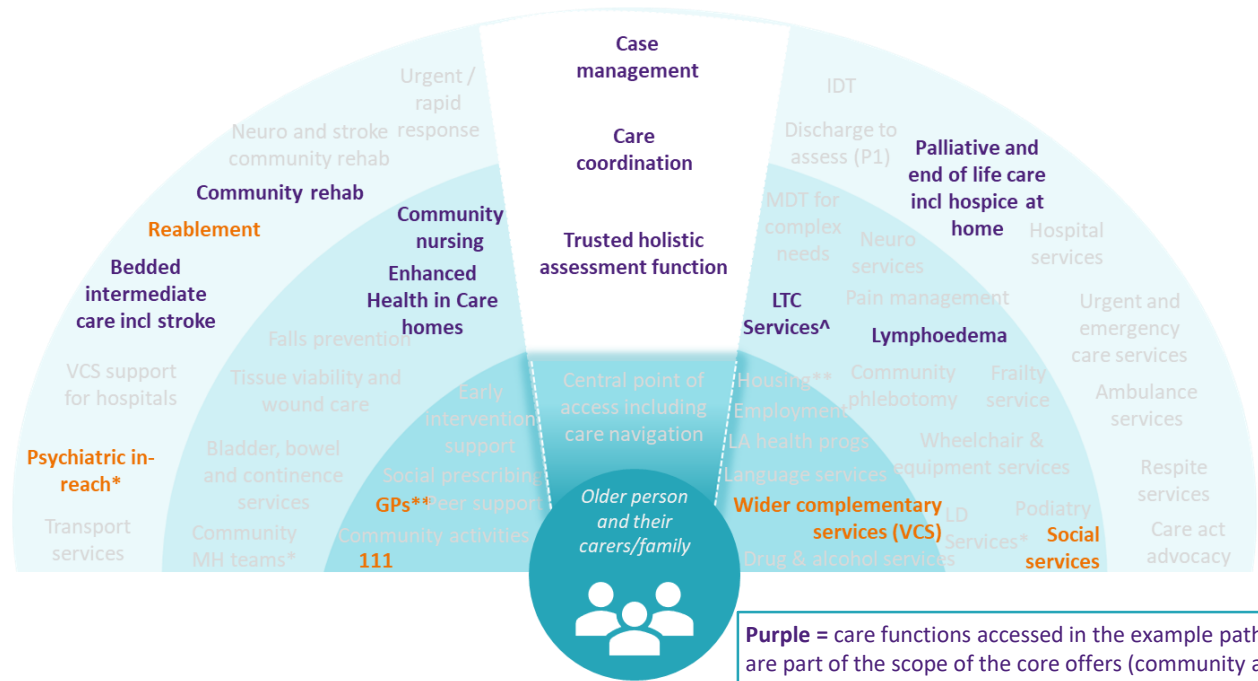 Case
management
Care
coordination
Trusted holistic
assessment function
Urgent /
rapid
response
Neuro and stroke
community rehab
Community rehab
Reablement
Bedded
intermediate
care incl stroke
Community
nursing
Enhanced
Health in Care
homes
Falls prevention
VCS support
for hospitals
Tissue viability and
wound care
Early
intervention
support
Psychiatric in-
reach*
Bladder, bowel
and continence
services
Social prescribing
GPs**
Peer support
Transport
services
Community
MH teams*
Community activities
111
Central point of
access including
care navigation
Older person
and their
carers/family
IDT
Discharge to
assess (P1)
Palliative and
end of life care
incl hospice at
home
MDT for
complex
needs
Neuro
services
Hospital
services
LTC
Services^
Pain management
Lymphoedema
Urgent and
emergency
care services
Housing**
Employment
LA health progs
Language services
Community
phlebotomy
Frailty
service
Ambulance
services
Wheelchair &
equipment services
Respite
services
Wider complementary
services (VCS)
LD
Services*
Podiatry
Social
services
Care act
advocacy
Drug & alcohol services
Purple = care functions accessed in the example path
are part of the scope of the core offers (community a